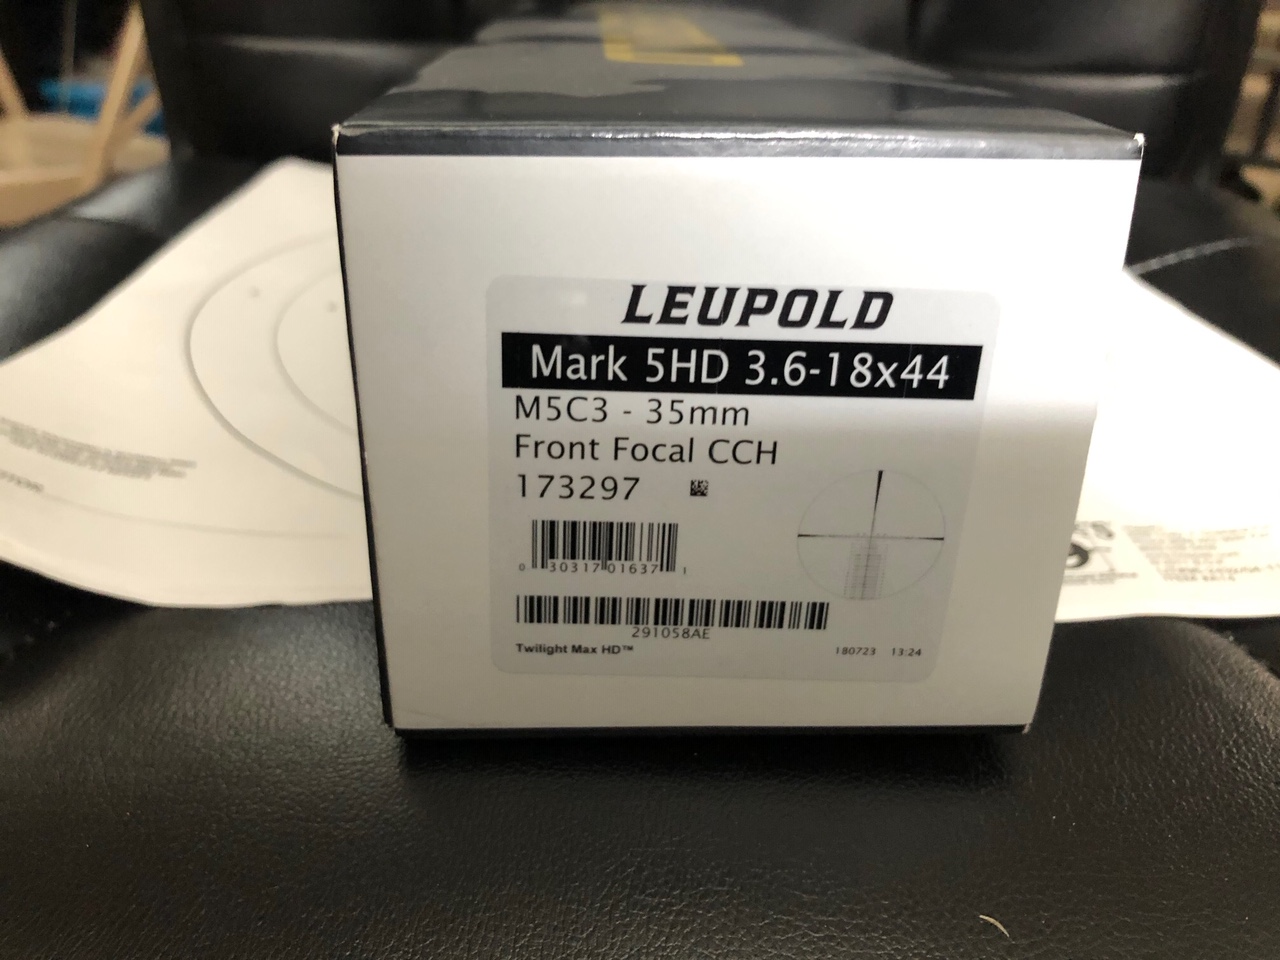 LEUPOLD
Mark 5HD 3.6-18x44
M5C3 - 35mm
Front Focal CCH
173297
0 30317 01637 1
291058AE
Twilight Max HD™
180723 13:24